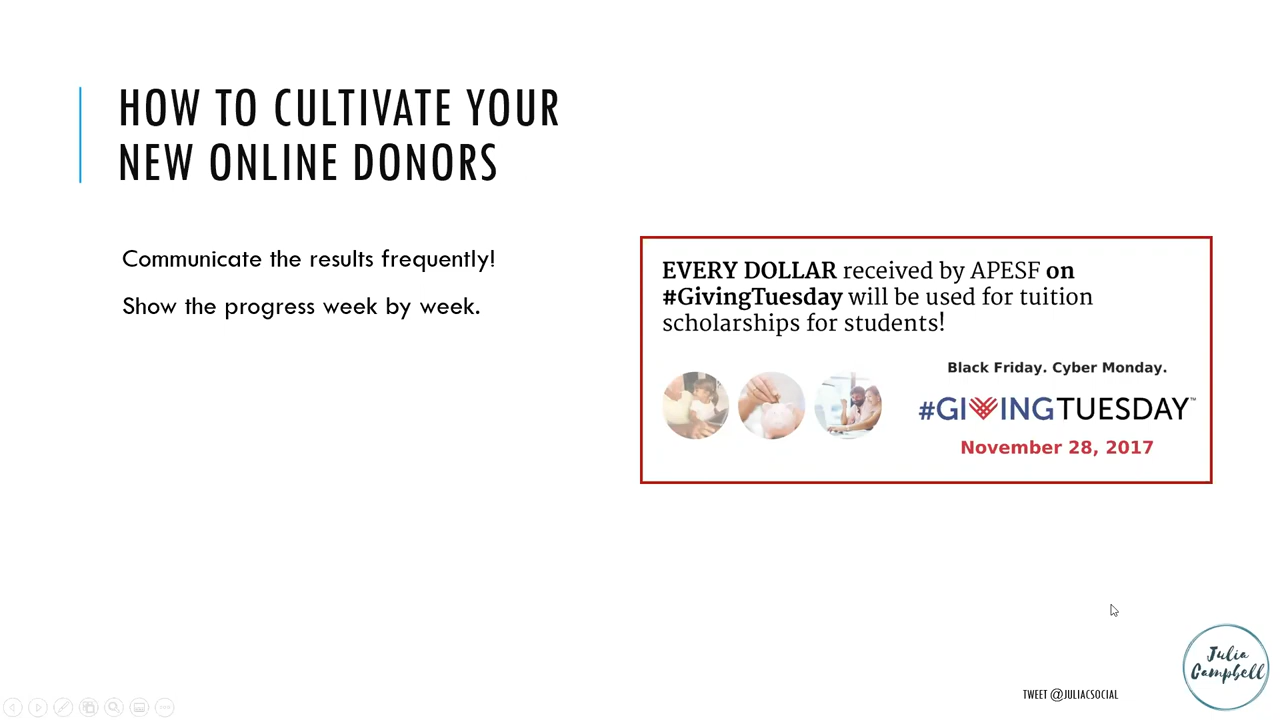 HOW TO CULTIVATE YOUR
NEW ONLINE DONORS
Communicate the results frequently!
Show the progress week by week.
EVERY DOLLAR received by APESF on
#GivingTuesday will be used for tuition
scholarships for students!
Black Friday. Cyber Monday.
#GIVINGTUESDAY™
November 28, 2017
TWEET @JULIACSOCIAL
Julia
Campbell